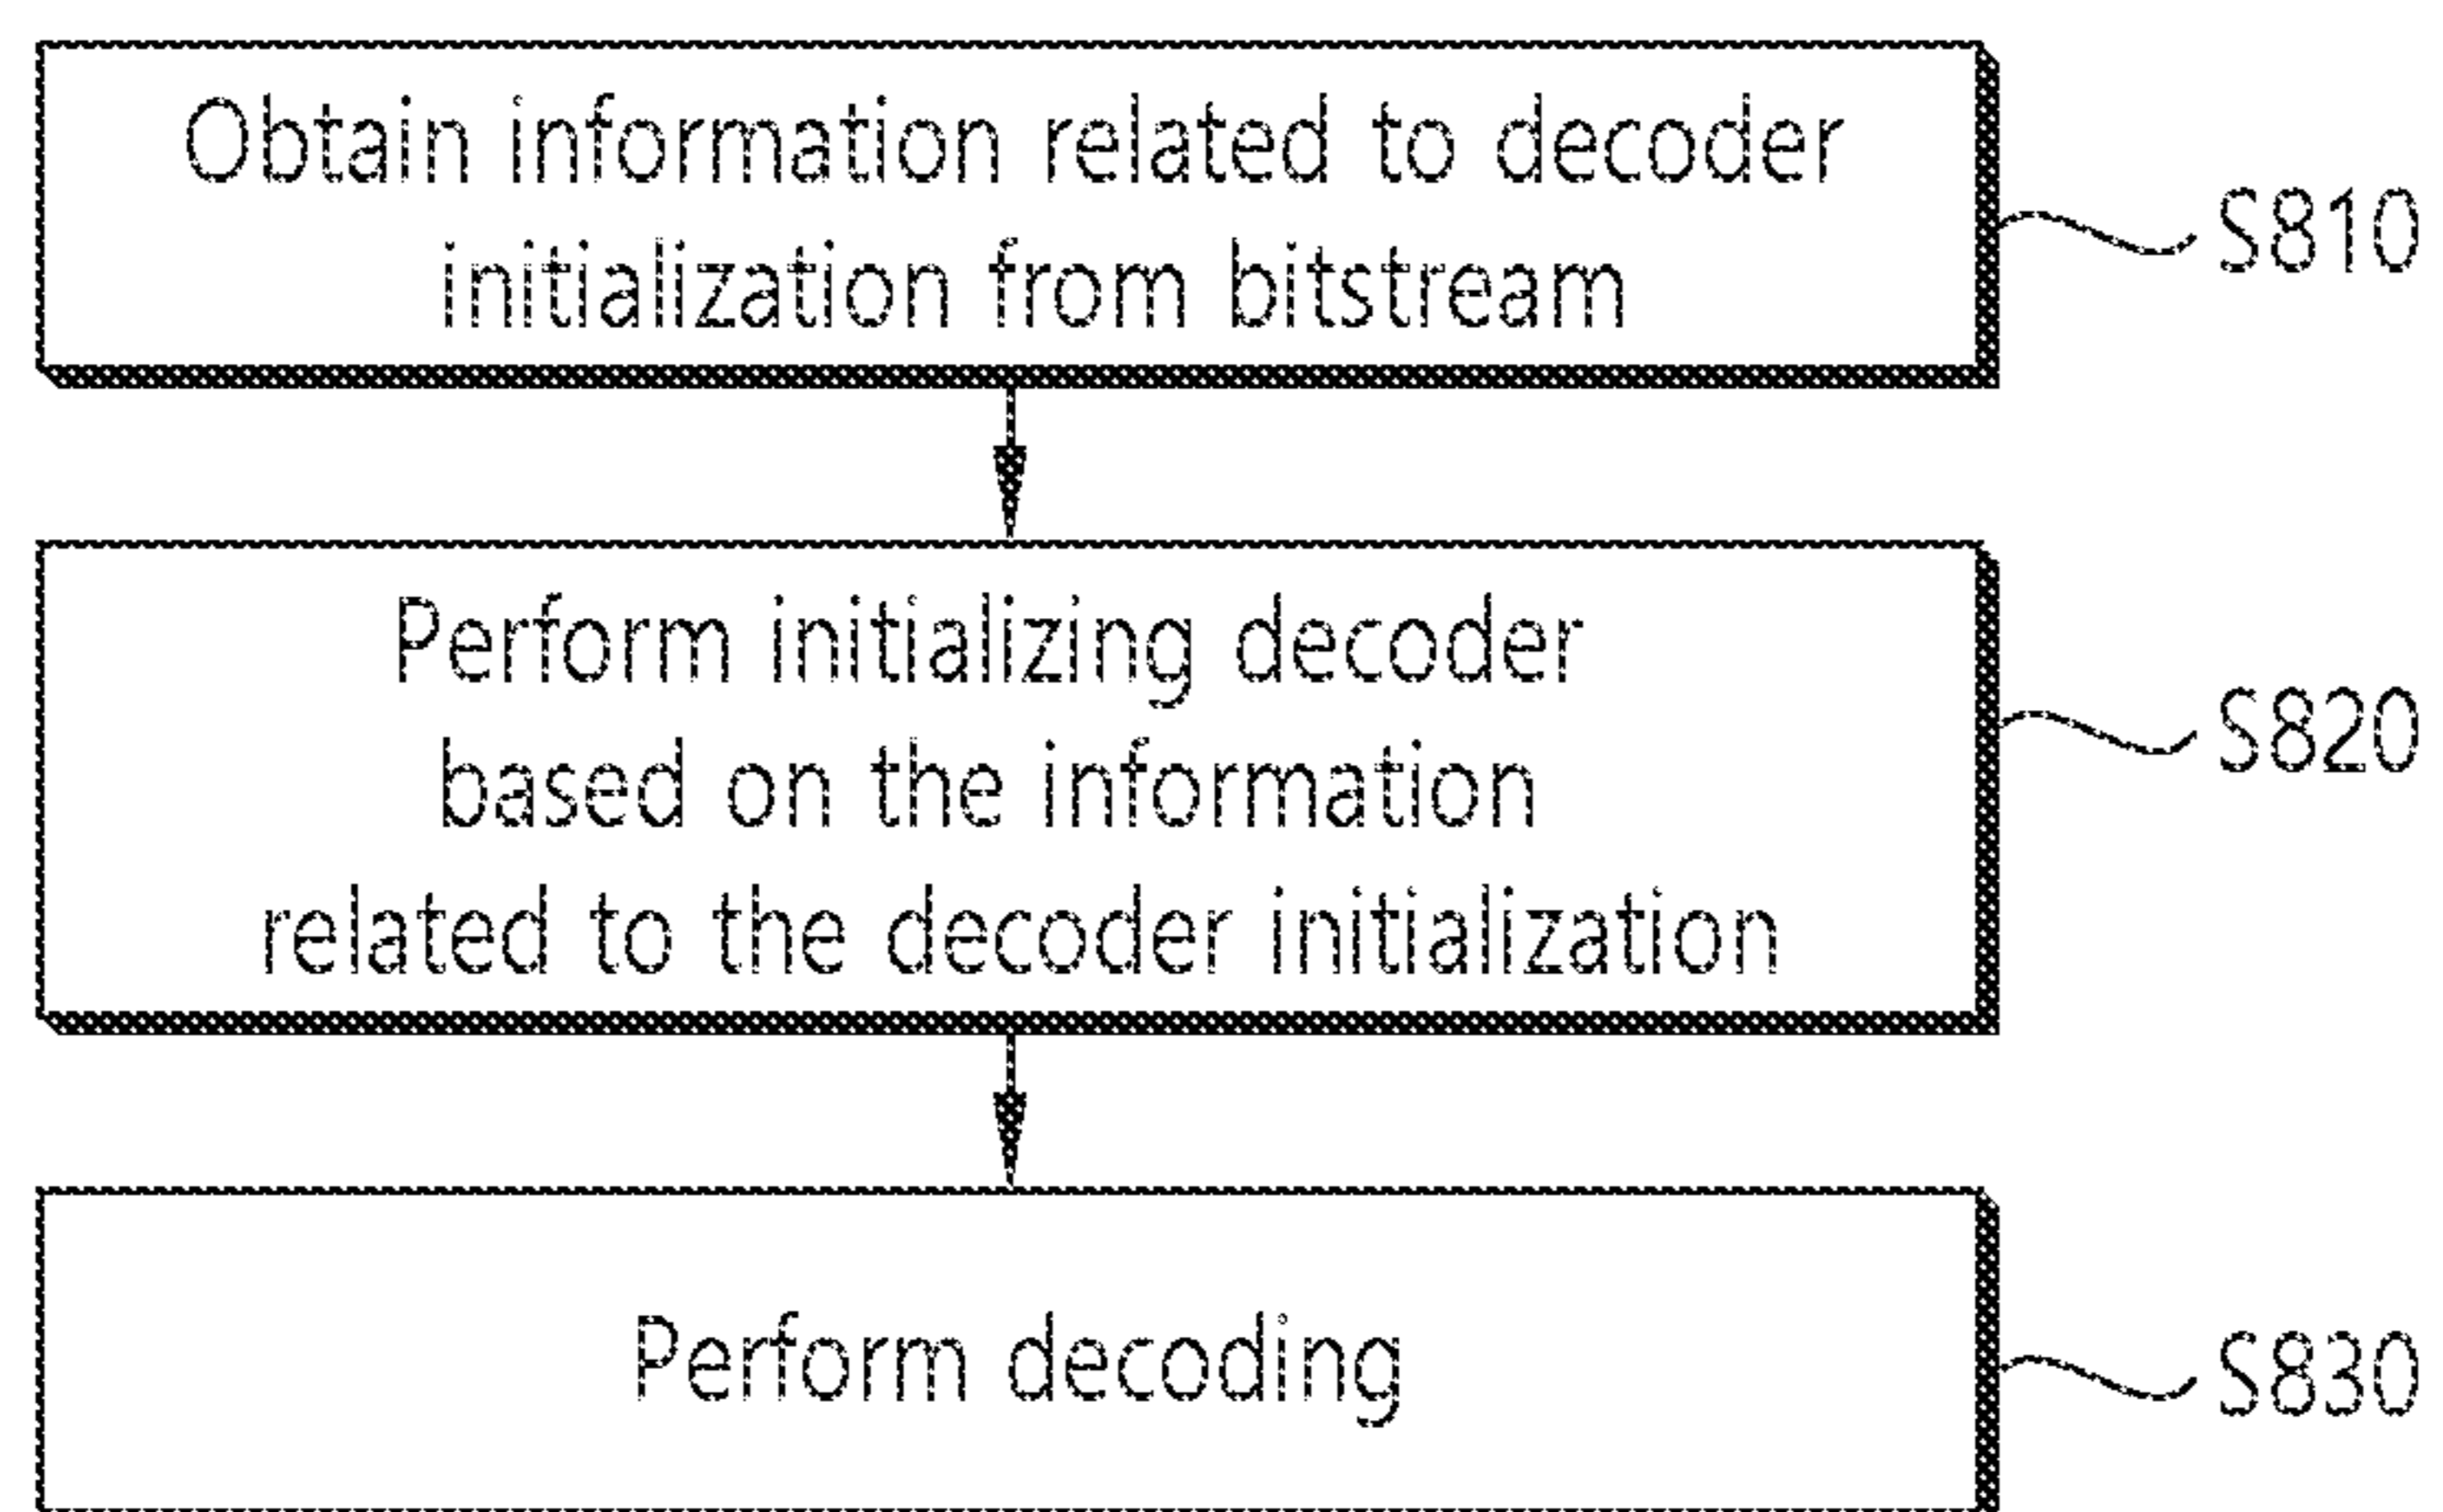 Obtain information related to decoder
initialization from bitstream
S810
Perform initializing decoder
based on the information
related to the decoder initialization
S820
Perform decoding
S830